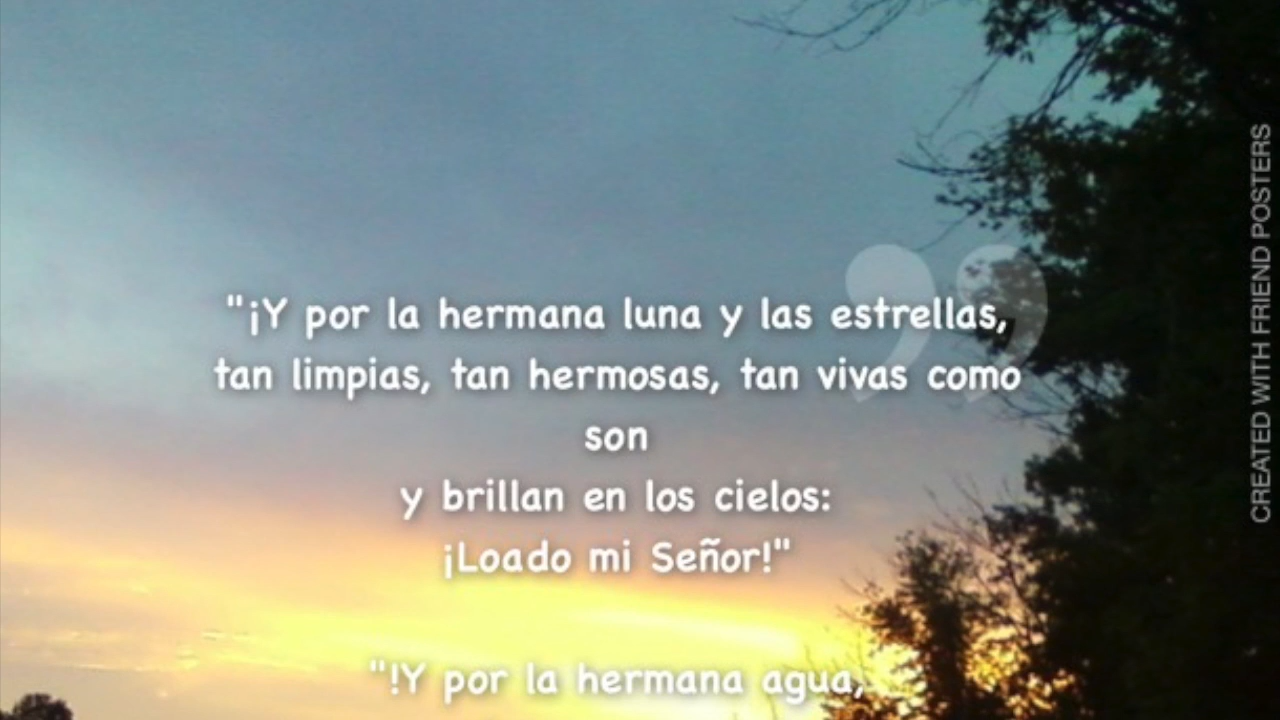 "¡Y por la hermana luna y las estrellas,
tan limpias, tan hermosas, tan vivas como
son
y brillan en los cielos:
¡Loado mi Señor!"
"!Y por la hermana agua,
CREATED WITH FRIEND POSTERS